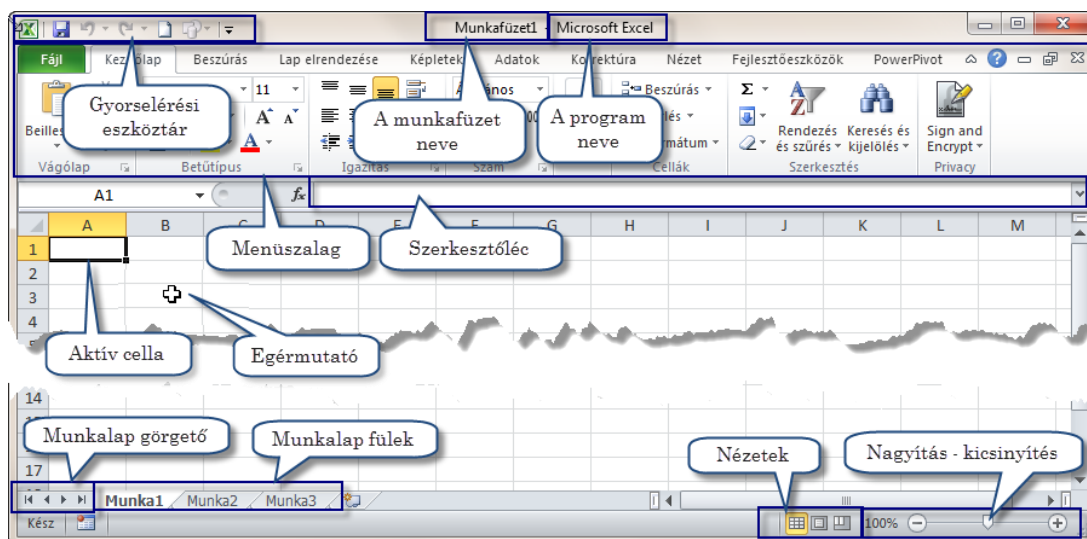 Munkafüzet1 - Microsoft Excel
Fájl Beszúrás Lap elrendezése Adatok Nézet Fejlesztőeszközök PowerPivot
Gyorselérési
eszköztár
A munkafüzet
neve
A program
neve
11
Beszúrás
Rendezés
és szűrés
Keresés és
kijelölés
Sign and
Encrypt
Vágólap Betűtípus Igazítás Szám Cellák Szerkesztés Privacy
A1 fx
A B G H I J K L M
Menüszalag
Szerkesztőléc
1
2
3
4
Aktív cella
Egérmutató
14
Munkalap görgető
Munkalap fülek
Nézetek
Nagyítás - kicsinyítés
17
Munka1 Munka2 Munka3
Kész 100%